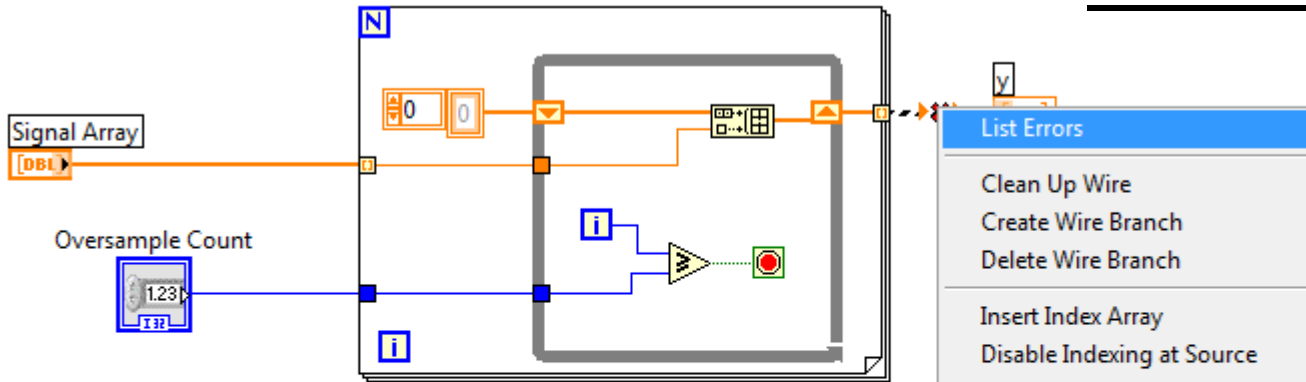 N
0
0
y
Signal Array
[DBL]
List Errors
Clean Up Wire
Create Wire Branch
Delete Wire Branch
Insert Index Array
Disable Indexing at Source
i
Oversample Count
1.23
I32
≥
i